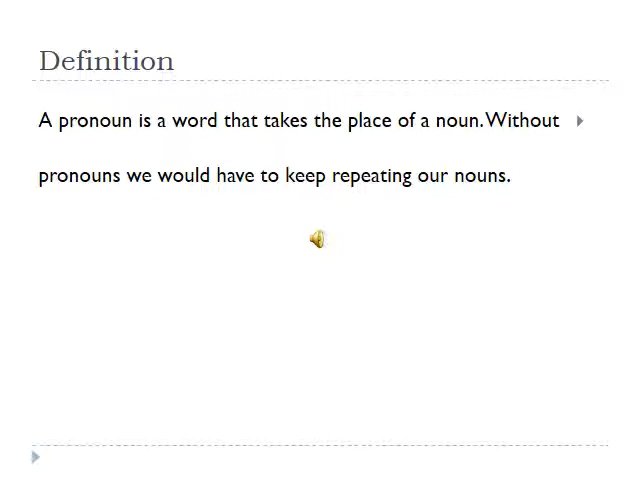 Definition
A pronoun is a word that takes the place of a noun. Without
pronouns we would have to keep repeating our nouns.